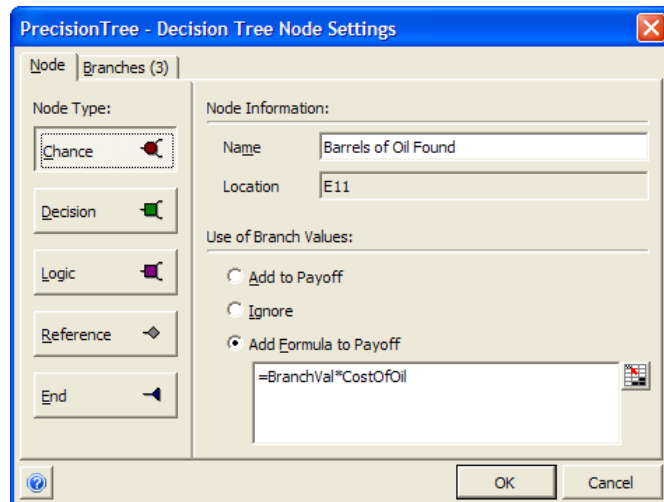 PrecisionTree - Decision Tree Node Settings
Node
Branches (3)
Node Type:
Chance
Decision
Logic
Reference
End
Node Information:
Name
Barrels of Oil Found
Location
E11
Use of Branch Values:
Add to Payoff
Ignore
Add Formula to Payoff
=BranchVal*CostOfOil
OK
Cancel